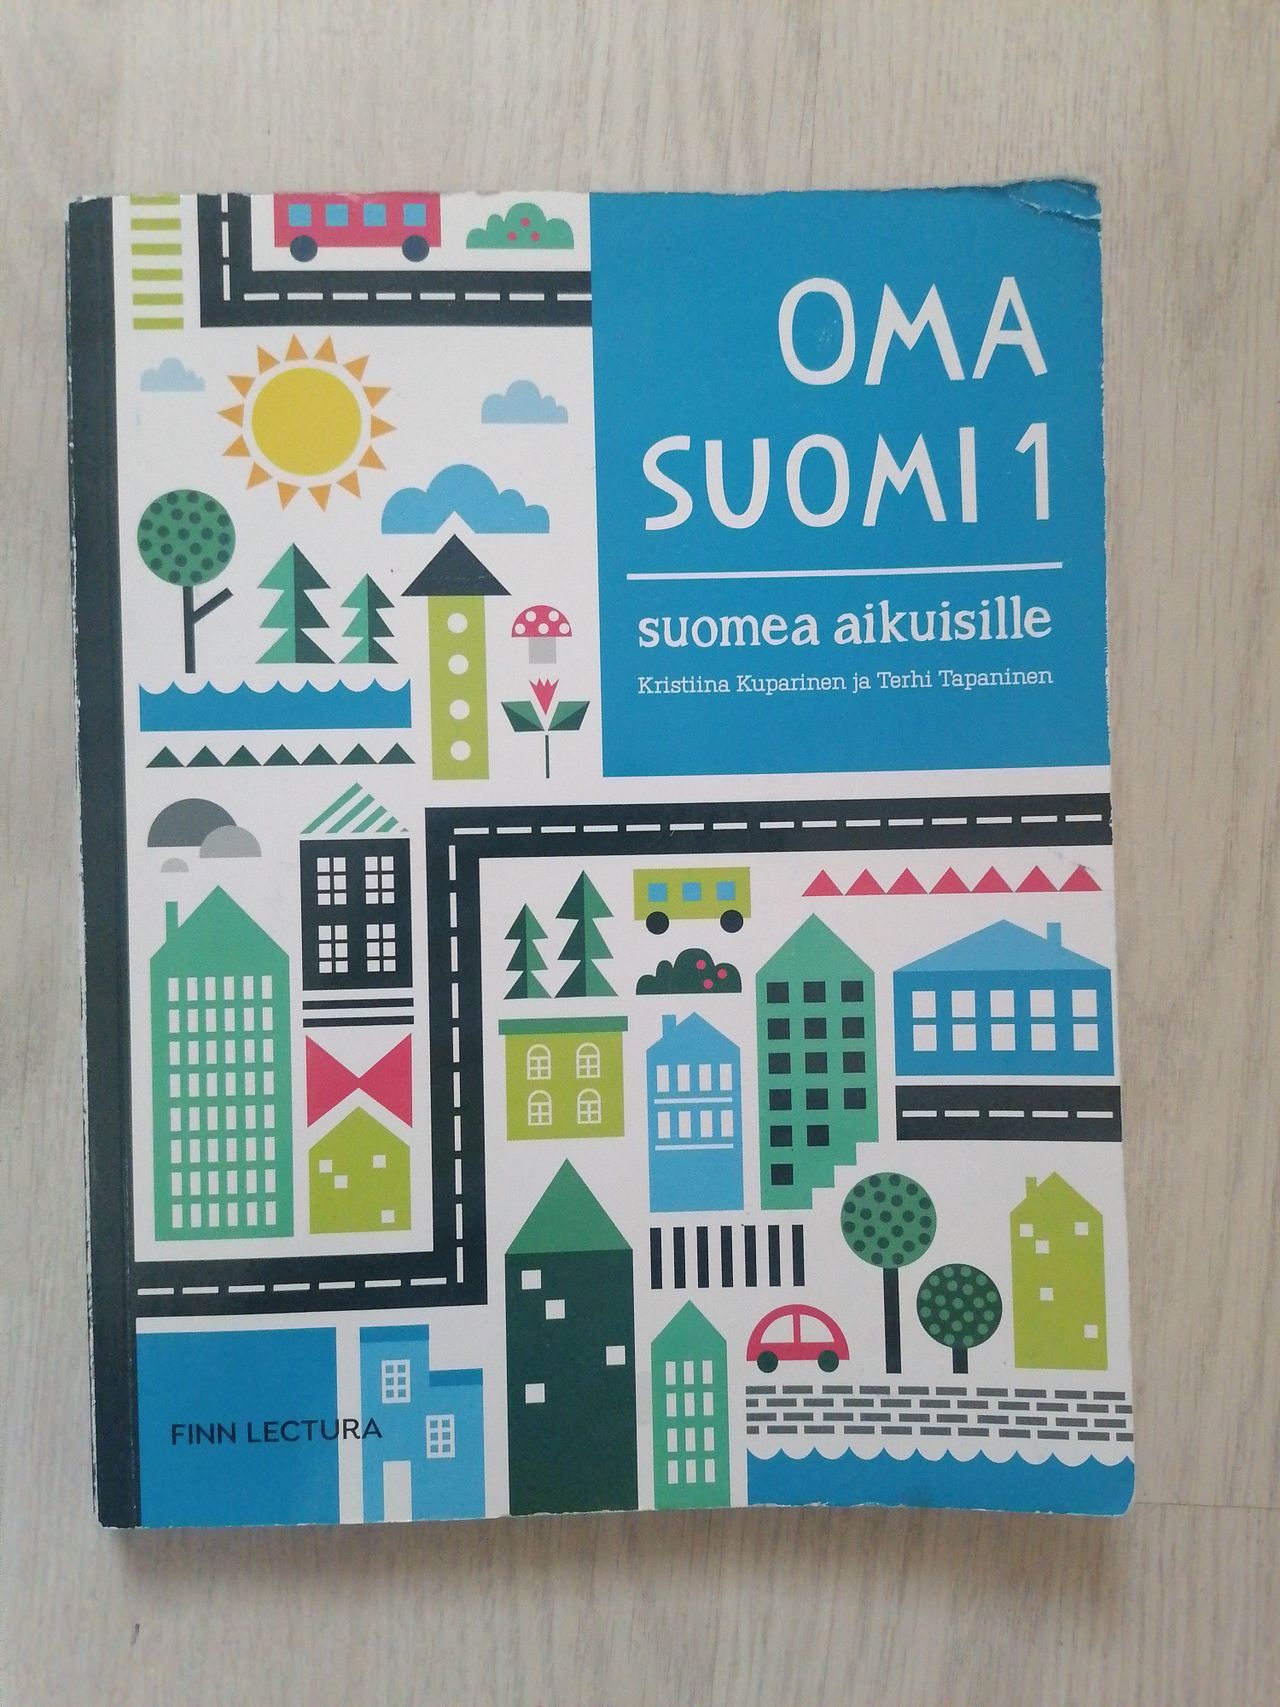 OMA
SUOMI 1
suomea aikuisille
Kristiina Kuparinen ja Terhi Tapaninen
FINN LECTURA